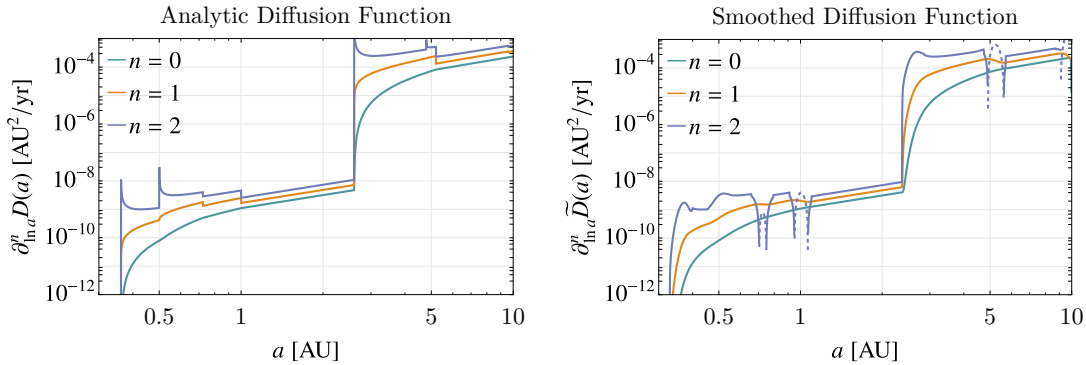 Analytic Diffusion Function
n = 0
n = 1
n = 2
10⁻⁴
10⁻⁶
10⁻⁸
10⁻¹⁰
10⁻¹²
0.5
1
5
10
a [AU]
∂ⁿ_{ln a} D(a) [AU²/yr]
Smoothed Diffusion Function
n = 0
n = 1
n = 2
10⁻⁴
10⁻⁶
10⁻⁸
10⁻¹⁰
10⁻¹²
0.5
1
5
10
a [AU]
∂ⁿ_{ln a} D̃(a) [AU²/yr]